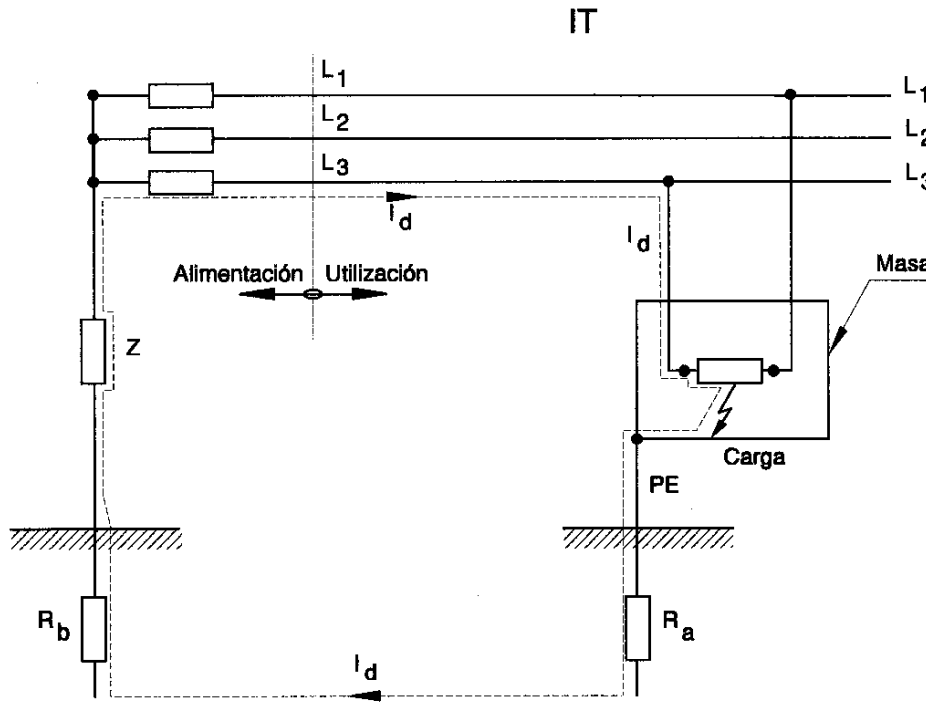 IT
L1
L1
L2
L2
L3
L3
Id
Id
Alimentación Utilización
Masa
Z
Carga
PE
Rb
Ra
Id